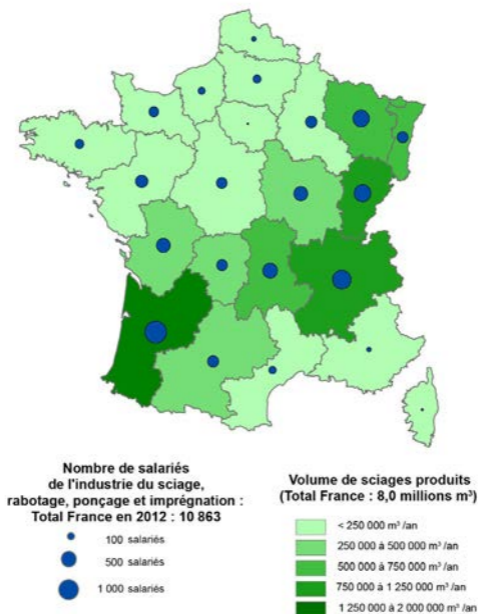 Nombre de salariés
de l'industrie du sciage,
rabotage, ponçage et imprégnation :
Total France en 2012 : 10 863
100 salariés
500 salariés
1 000 salariés
Volume de sciages produits
(Total France : 8,0 millions m³)
< 250 000 m³ /an
250 000 à 500 000 m³ /an
500 000 à 750 000 m³ /an
750 000 à 1 250 000 m³ /an
1 250 000 à 2 000 000 m³ /an